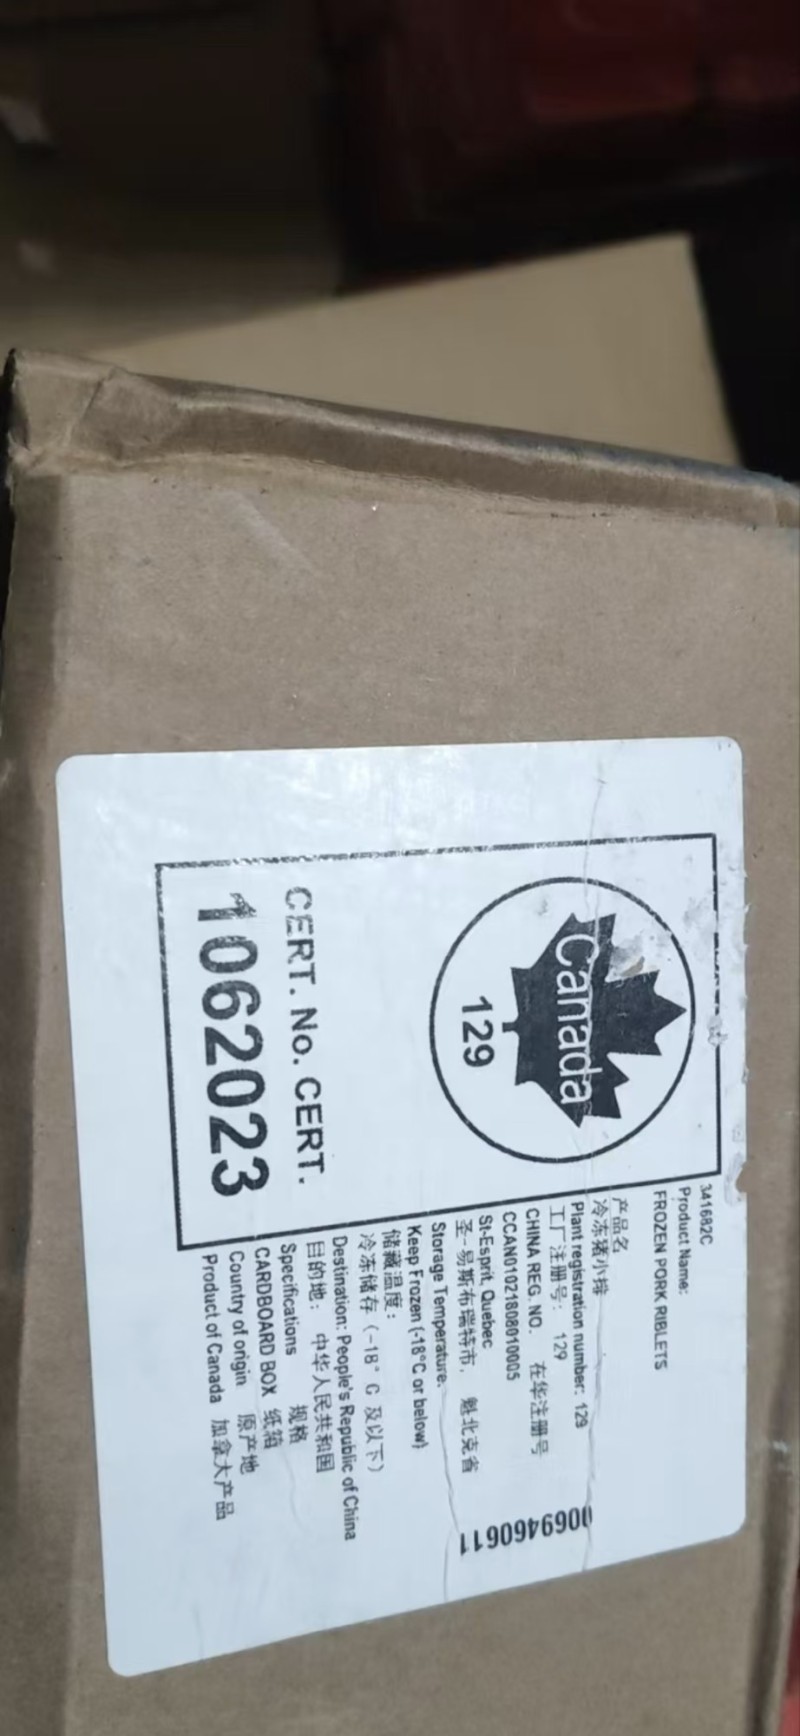 Canada
129
CERT. No. CERT.
1062023
341682C
Product Name:
FROZEN PORK RIBLETS
产品名
冷冻猪小排
Plant registration number: 129
工厂注册号: 129
CHINA REG. NO. 在华注册号
CCAN01021808010005
St-Esprit, Quebec
圣-易斯布瑞特市, 魁北克省
Storage Temperature:
Keep Frozen (-18°C or below)
储藏温度:
冷冻储存 (-18°C 及以下)
Destination: People's Republic of China
目的地: 中华人民共和国
Specifications 规格
CARDBOARD BOX 纸箱
Country of origin 原产地
Product of Canada 加拿大产品
0069460611